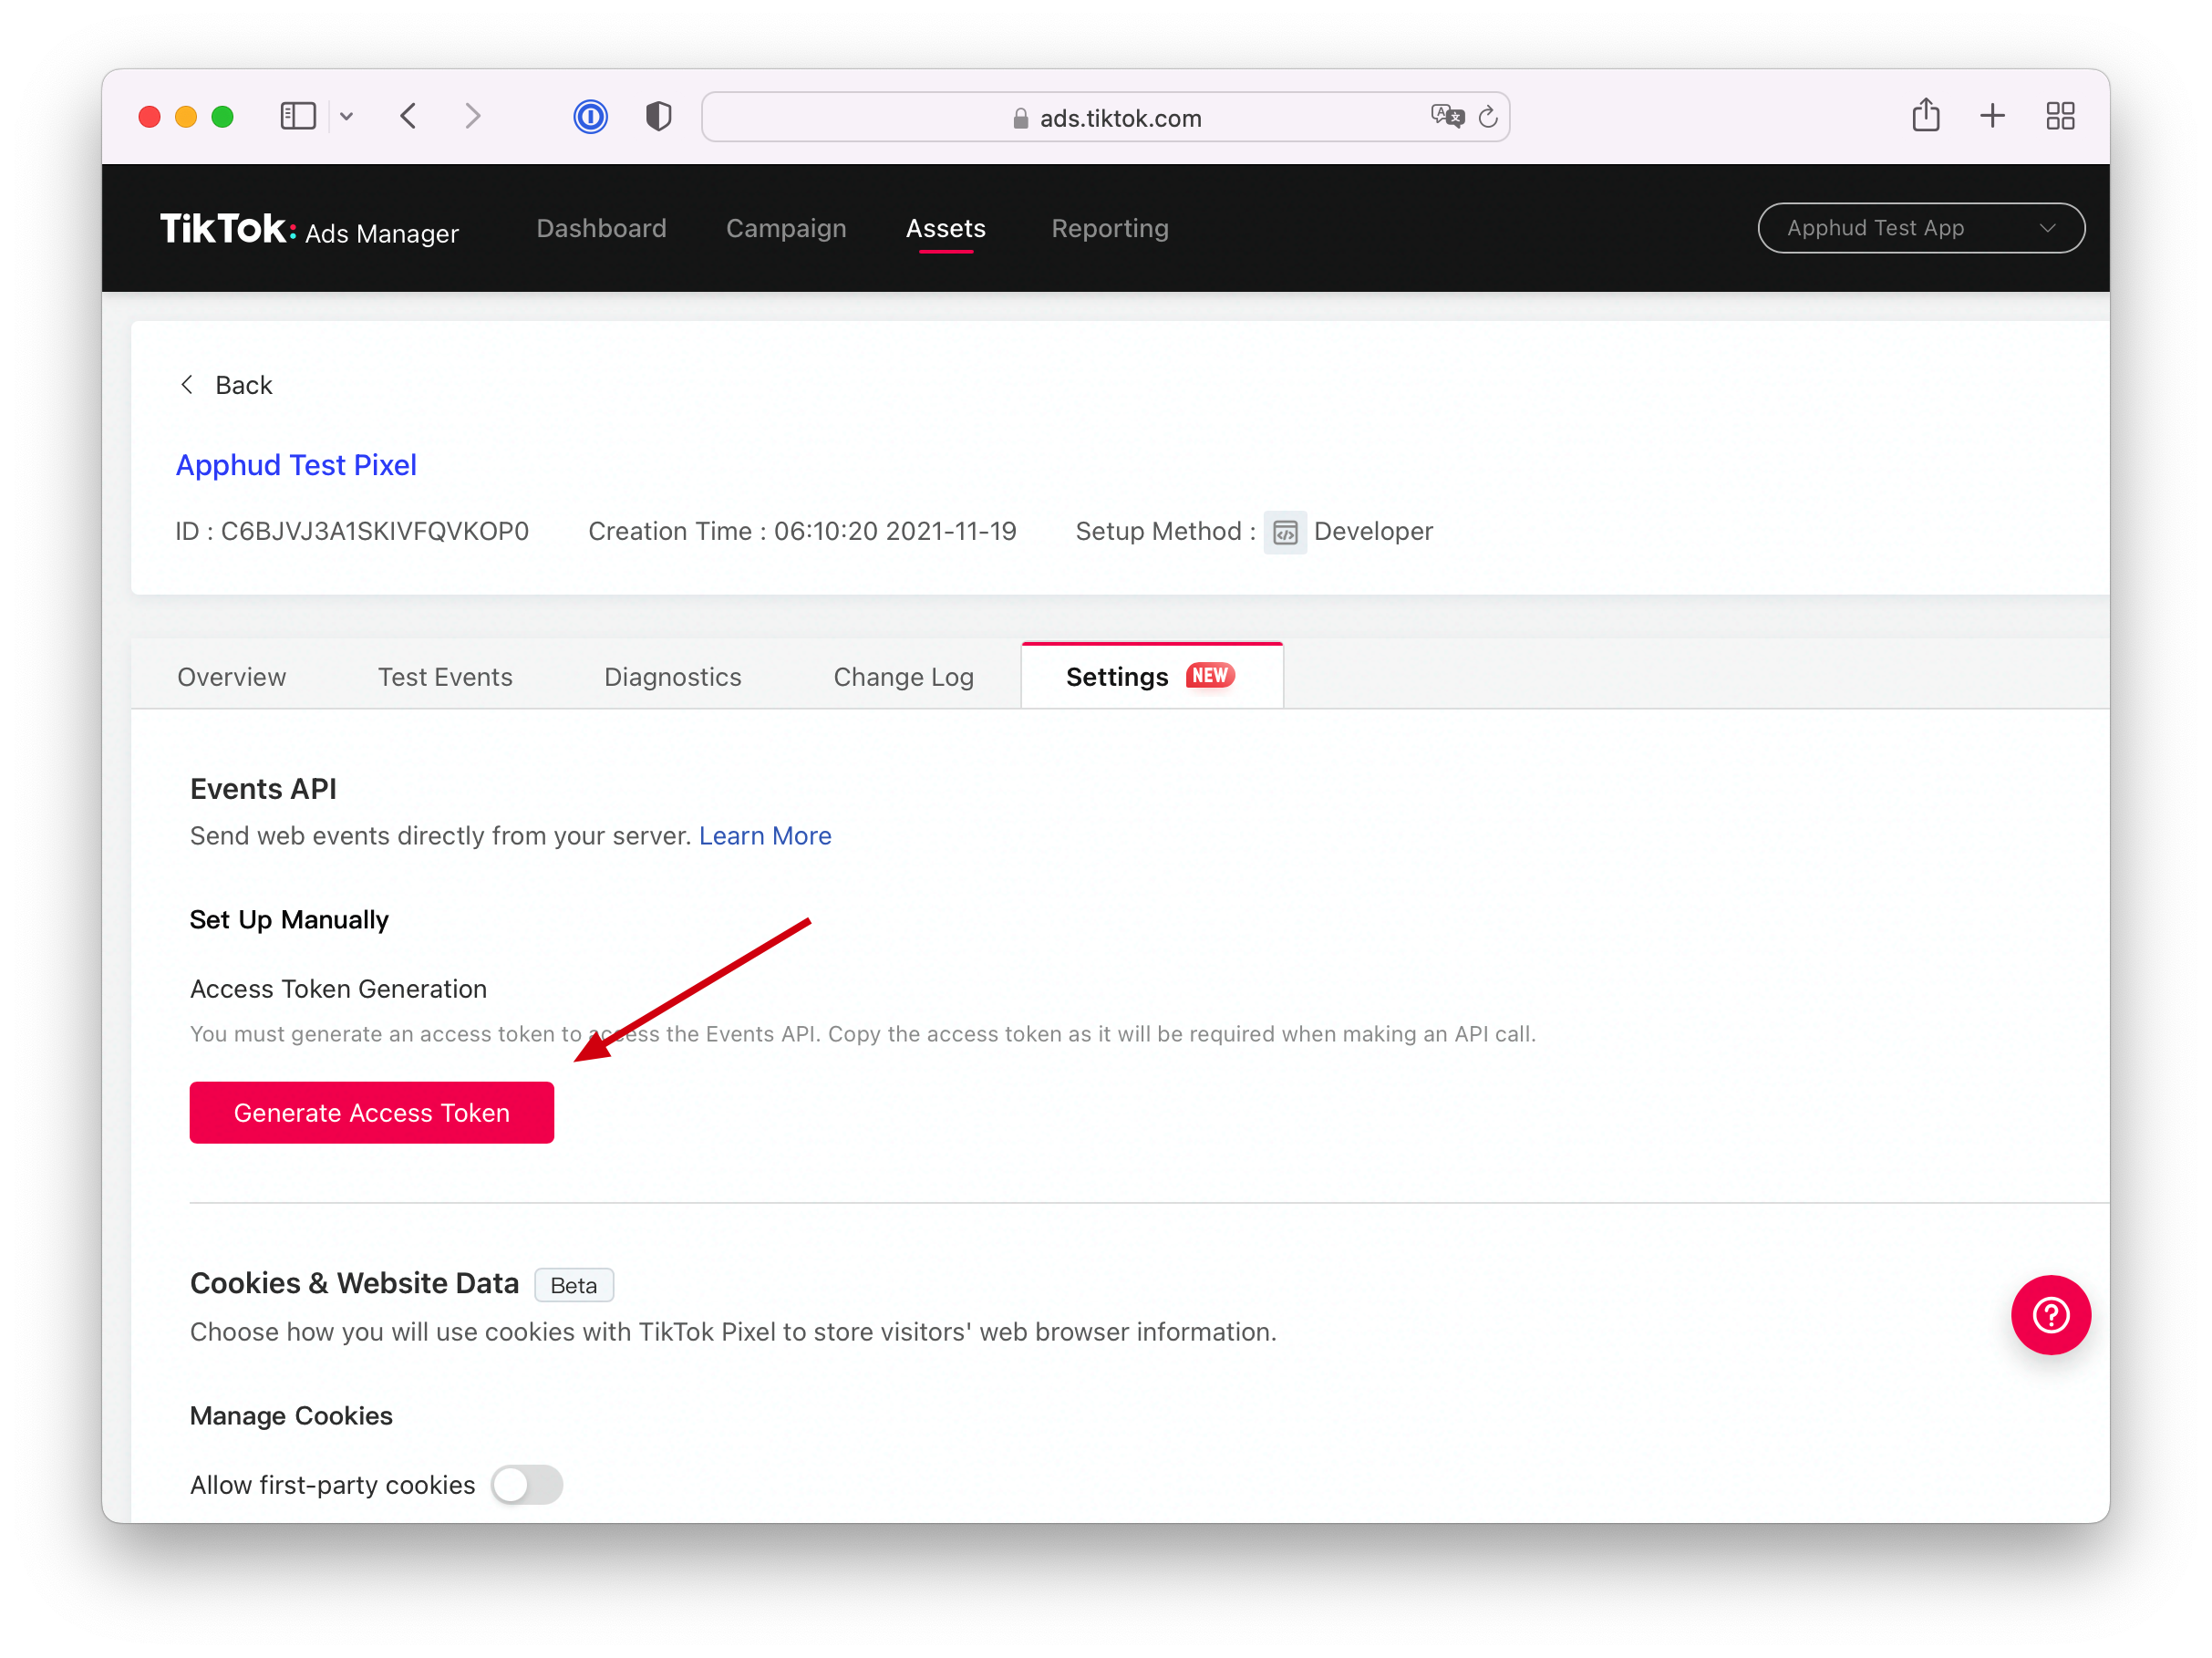 ads.tiktok.com
TikTok: Ads Manager Dashboard Campaign Assets Reporting Apphud Test App
Back
Apphud Test Pixel
ID : C6BJVJ3A1SKIVFQVKOP0 Creation Time : 06:10:20 2021-11-19 Setup Method : Developer
Overview Test Events Diagnostics Change Log Settings NEW
Events API
Send web events directly from your server. Learn More
Set Up Manually
Access Token Generation
You must generate an access token to access the Events API. Copy the access token as it will be required when making an API call.
Generate Access Token
Cookies & Website Data Beta
Choose how you will use cookies with TikTok Pixel to store visitors' web browser information.
Manage Cookies
Allow first-party cookies